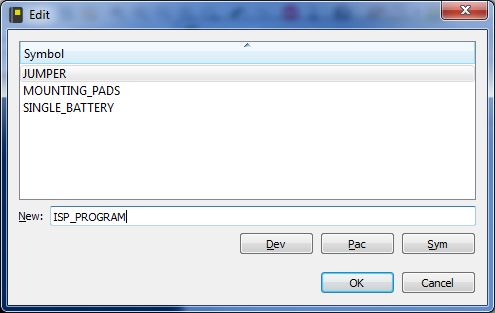 Edit
Symbol
JUMPER
MOUNTING_PADS
SINGLE_BATTERY
New: ISP_PROGRAM
Dev Pac Sym
OK Cancel